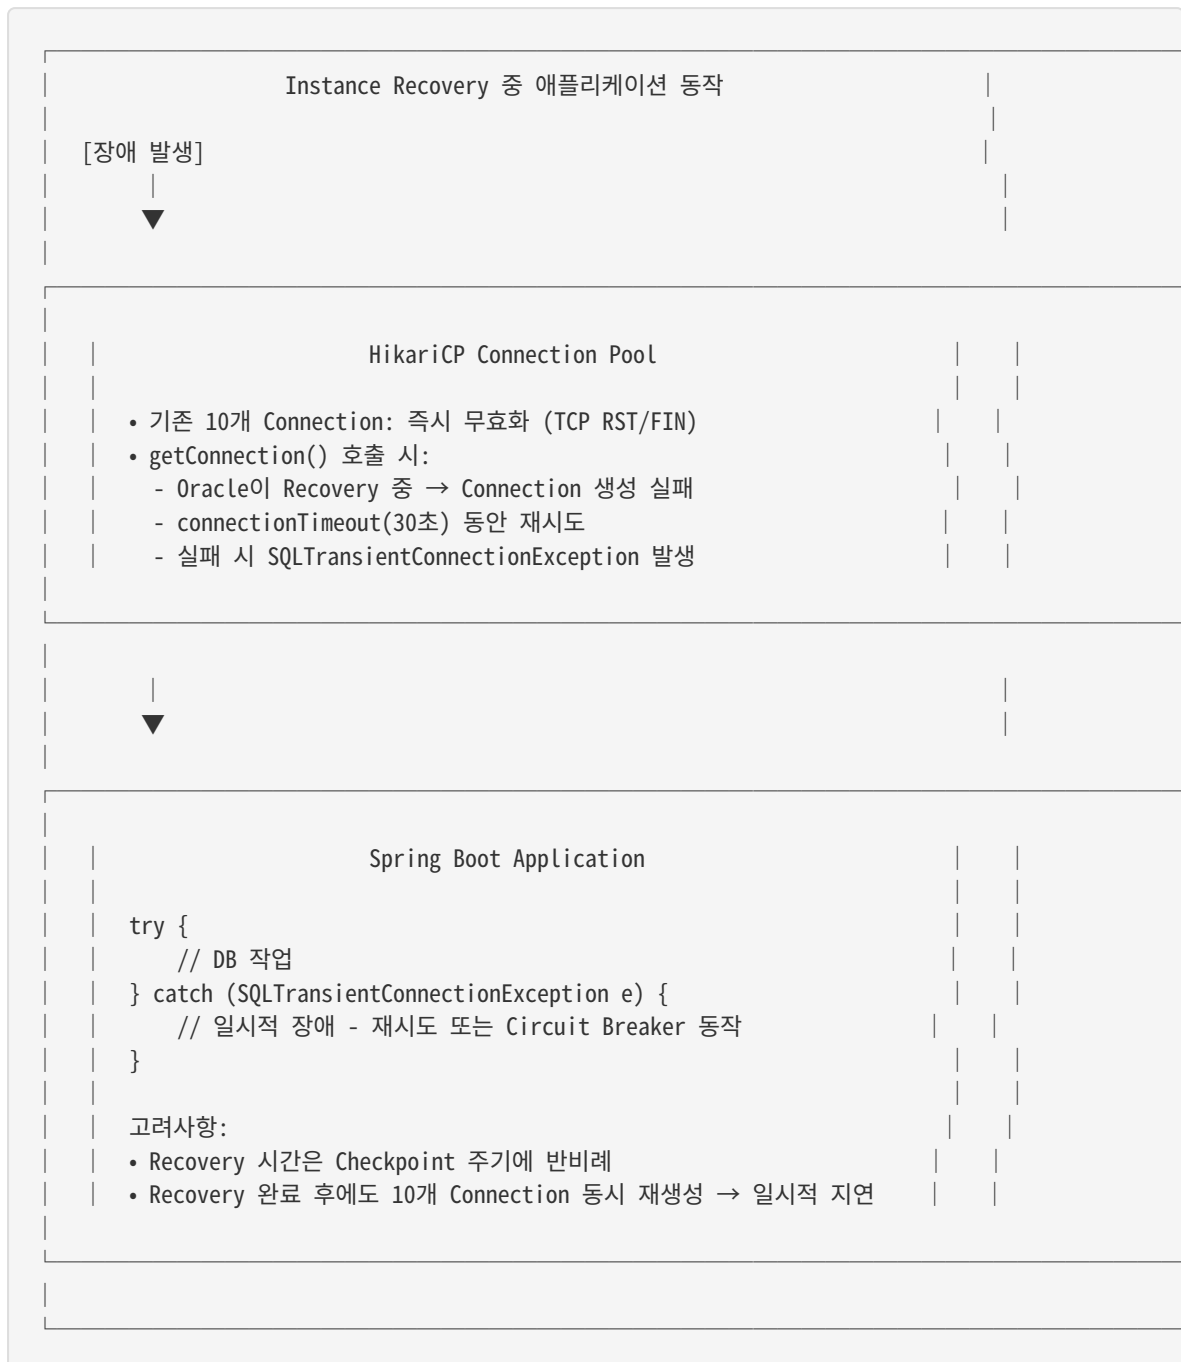 Instance Recovery 중 애플리케이션 동작
[장애 발생]
▼
HikariCP Connection Pool
• 기존 10개 Connection: 즉시 무효화 (TCP RST/FIN)
• getConnection() 호출 시:
- Oracle이 Recovery 중 → Connection 생성 실패
- connectionTimeout(30초) 동안 재시도
- 실패 시 SQLTransientConnectionException 발생
▼
Spring Boot Application
try {
// DB 작업
} catch (SQLTransientConnectionException e) {
// 일시적 장애 - 재시도 또는 Circuit Breaker 동작
}
고려사항:
• Recovery 시간은 Checkpoint 주기에 반비례
• Recovery 완료 후에도 10개 Connection 동시 재생성 → 일시적 지연